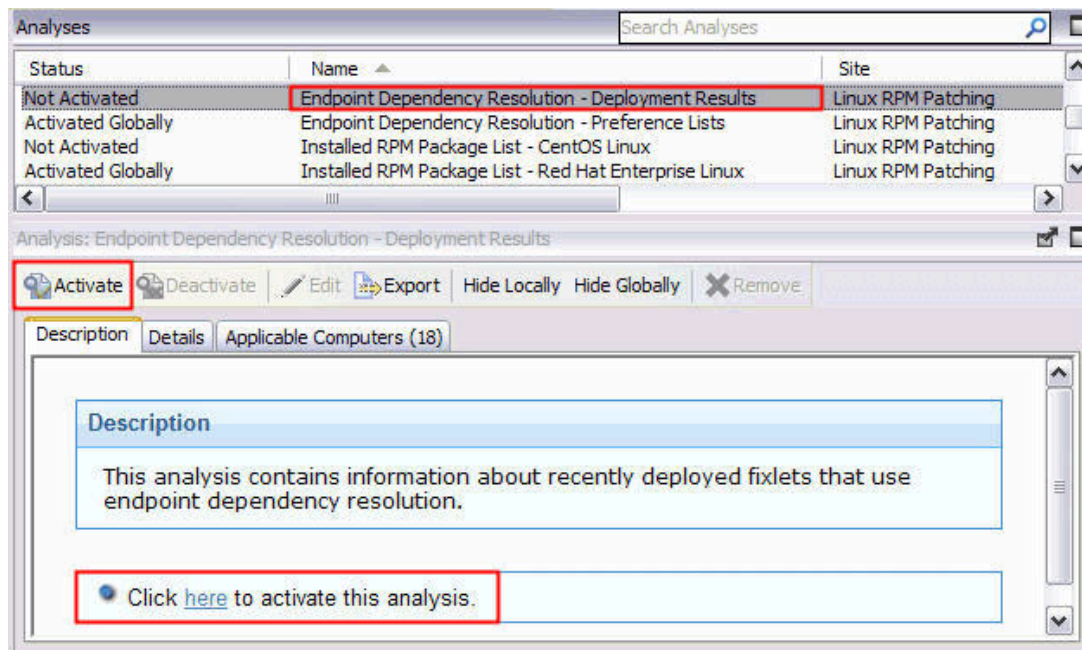 Analyses Search Analyses
Status Name Site
Not Activated Endpoint Dependency Resolution - Deployment Results Linux RPM Patching
Activated Globally Endpoint Dependency Resolution - Preference Lists Linux RPM Patching
Not Activated Installed RPM Package List - CentOS Linux Linux RPM Patching
Activated Globally Installed RPM Package List - Red Hat Enterprise Linux Linux RPM Patching
Analysis: Endpoint Dependency Resolution - Deployment Results
Activate Deactivate Edit Export Hide Locally Hide Globally Remove
Description Details Applicable Computers (18)
Description
This analysis contains information about recently deployed fixlets that use
endpoint dependency resolution.
Click here to activate this analysis.